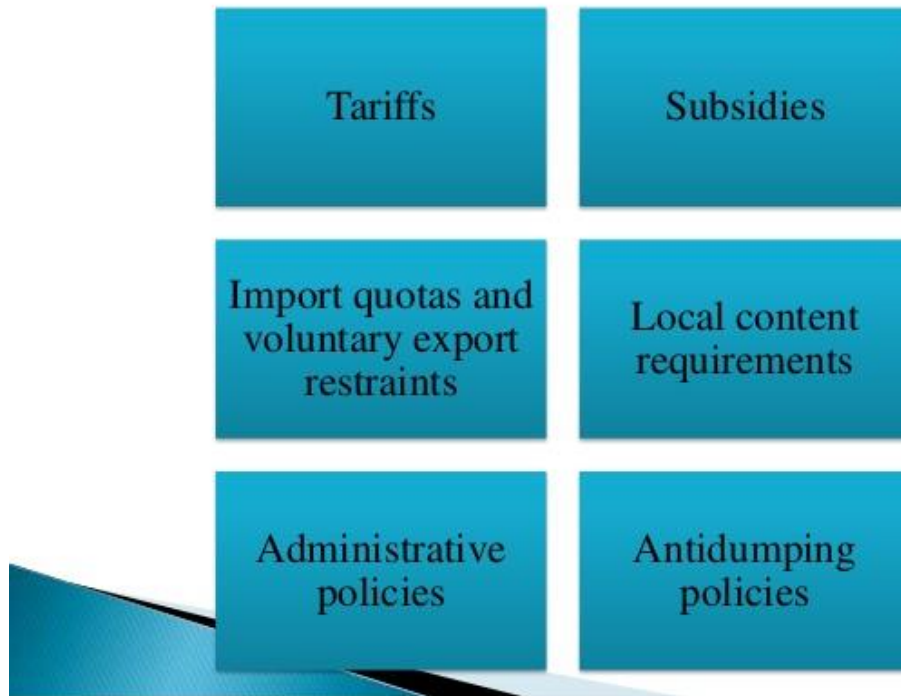 Tariffs
Subsidies
Import quotas and
voluntary export
restraints
Local content
requirements
Administrative
policies
Antidumping
policies